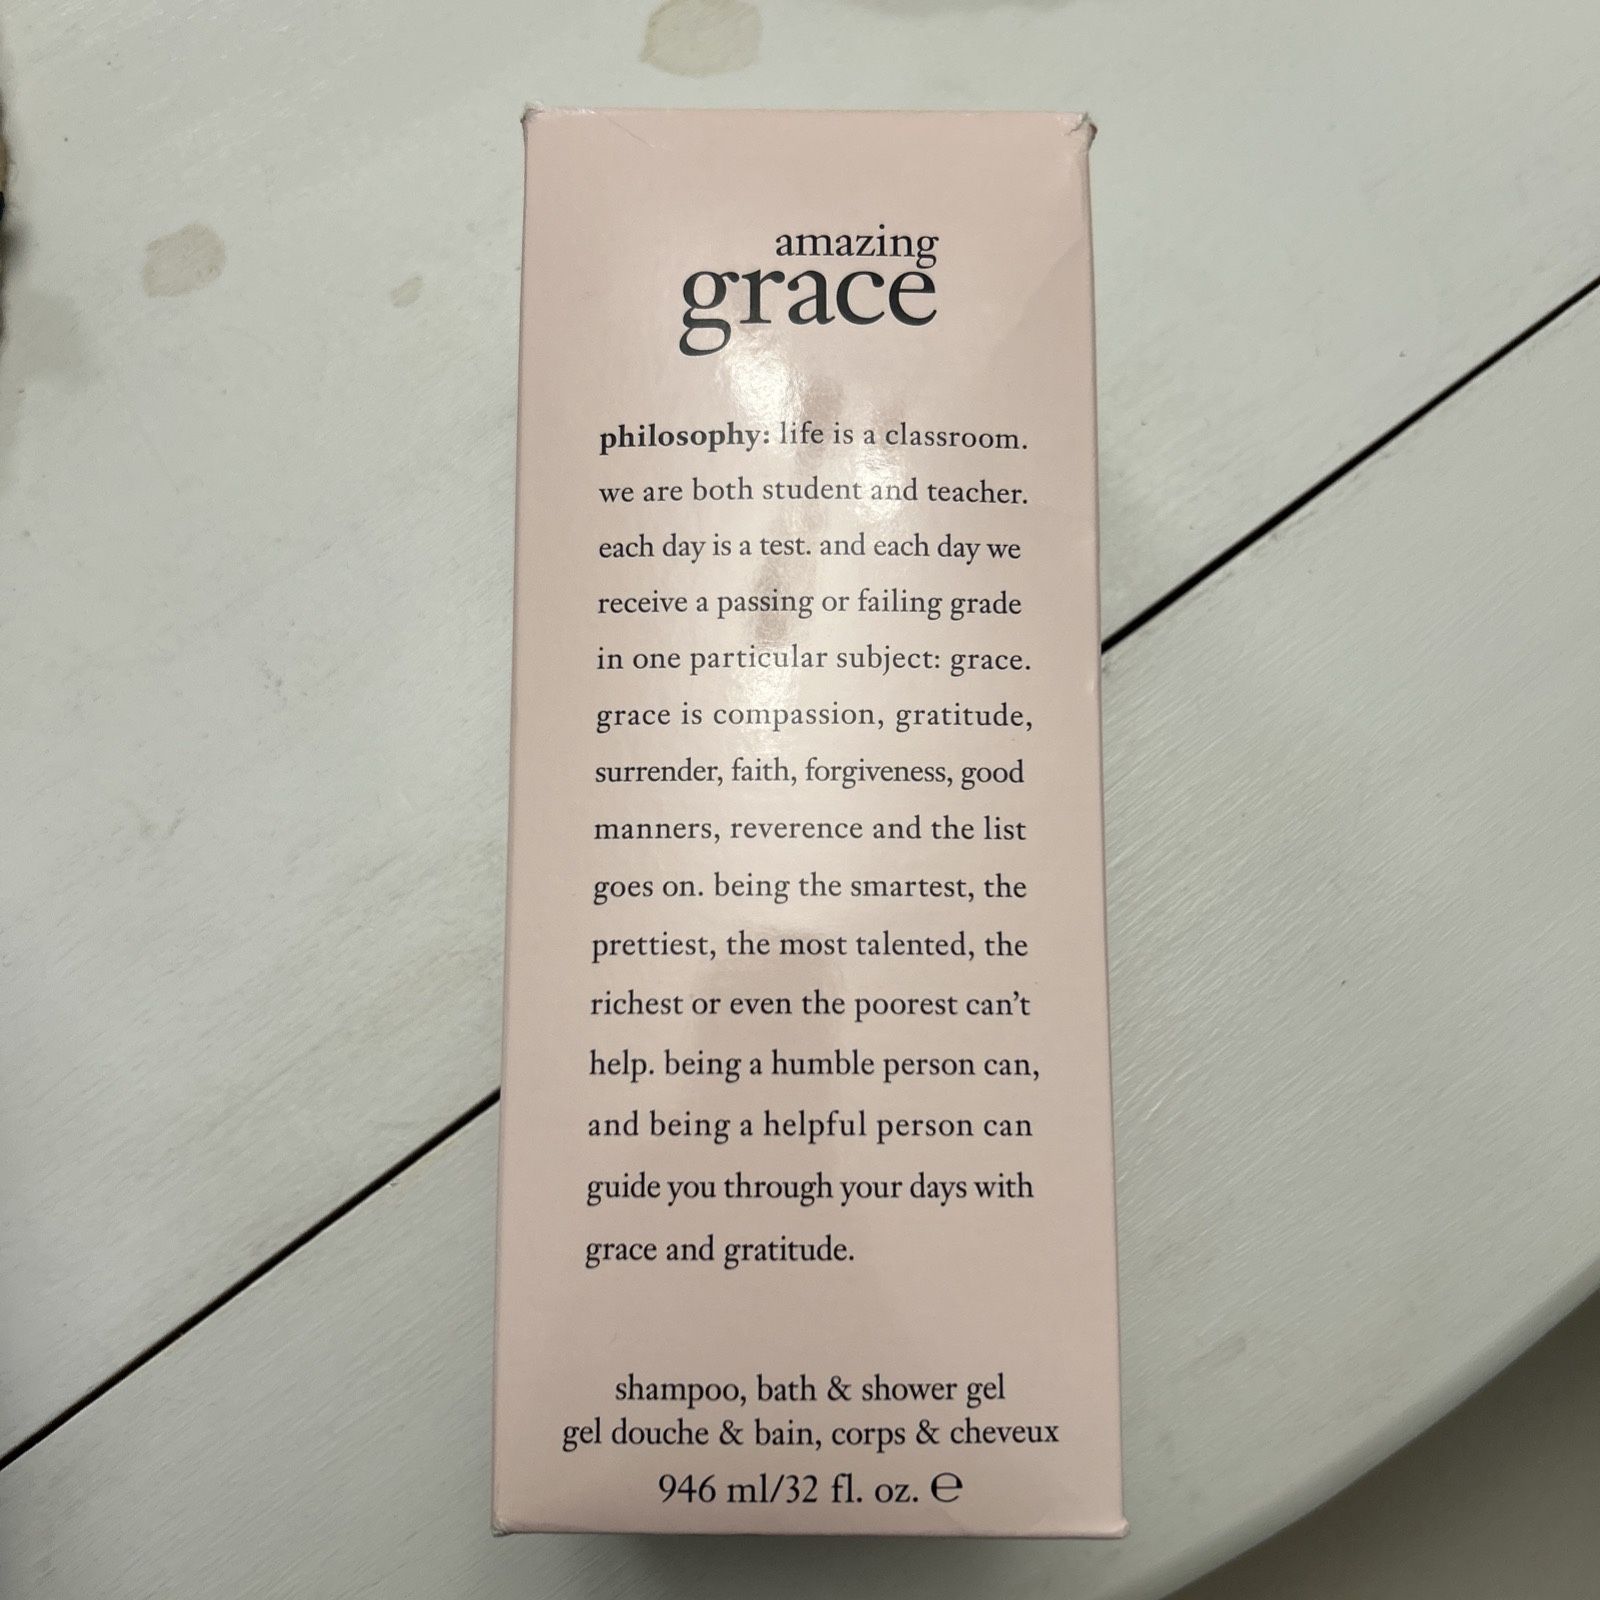 amazing
grace
philosophy: life is a classroom.
we are both student and teacher.
each day is a test. and each day we
receive a passing or failing grade
in one particular subject: grace.
grace is compassion, gratitude,
surrender, faith, forgiveness, good
manners, reverence and the list
goes on. being the smartest, the
prettiest, the most talented, the
richest or even the poorest can’t
help. being a humble person can,
and being a helpful person can
guide you through your days with
grace and gratitude.
shampoo, bath & shower gel
gel douche & bain, corps & cheveux
946 ml/32 fl. oz. ℮